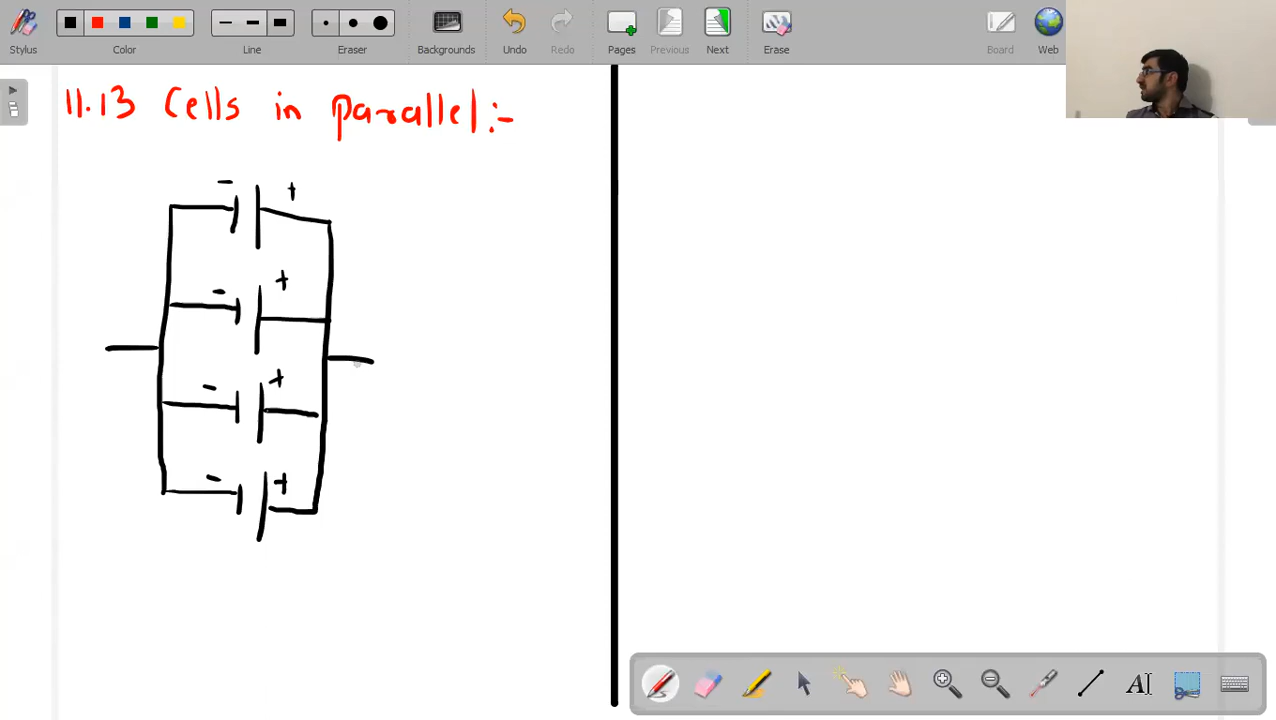 Stylus Color Line Eraser Backgrounds Undo Redo Pages Previous Next Erase Board Web
11.13 Cells in parallel :-
- +
- +
- +
- +